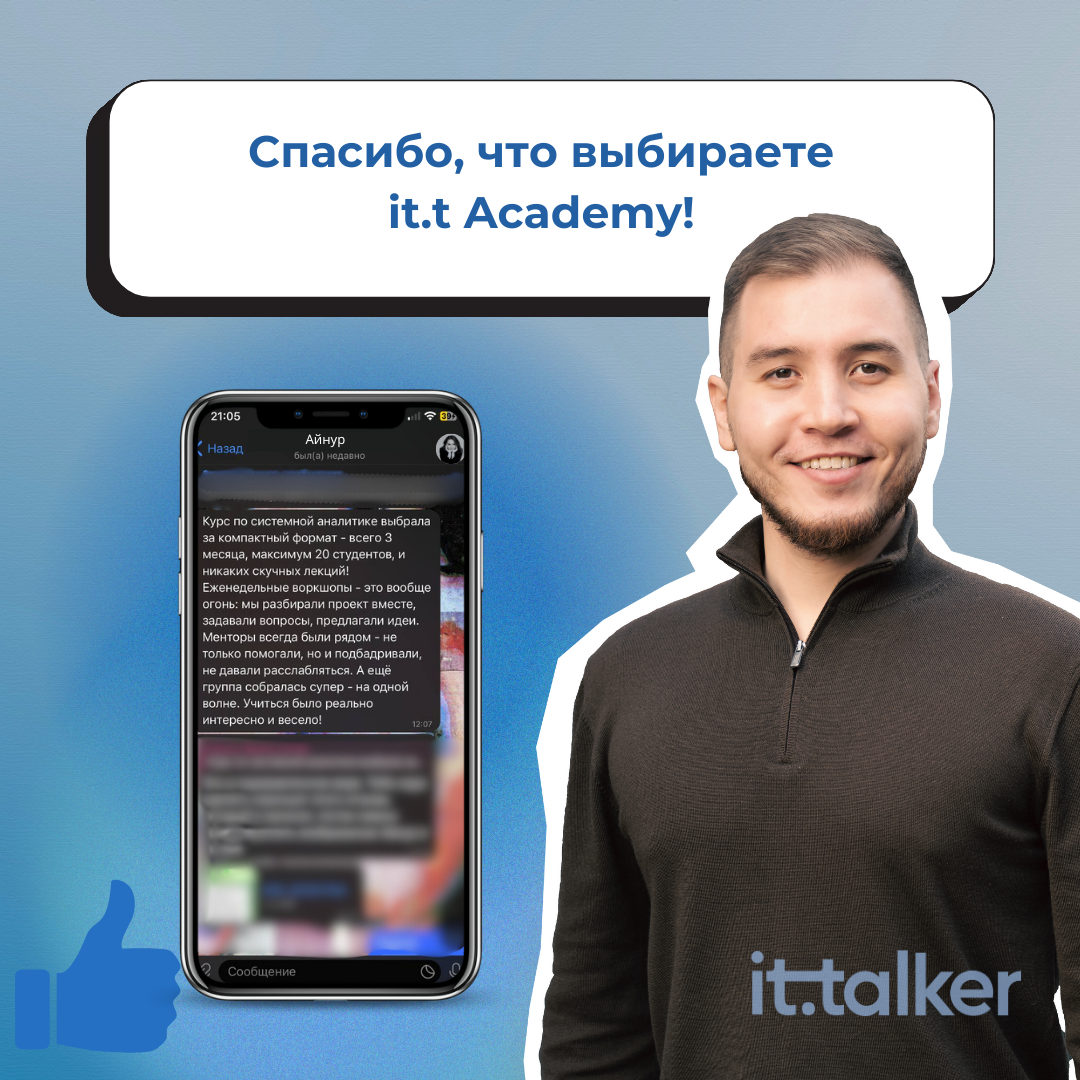 Спасибо, что выбираете
it.t Academy!
21:05
Назад
Айнур
был(а) недавно
Курс по системной аналитике выбрала
за компактный формат - всего 3
месяца, максимум 20 студентов, и
никаких скучных лекций!
Еженедельные воркшопы - это вообще
огонь: мы разбирали проект вместе,
задавали вопросы, предлагали идеи.
Менторы всегда были рядом - не
только помогали, но и подбадривали,
не давали расслабляться. А ещё
группа собралась супер - на одной
волне. Учиться было реально
интересно и весело!
12:07
Сообщение
it.talker